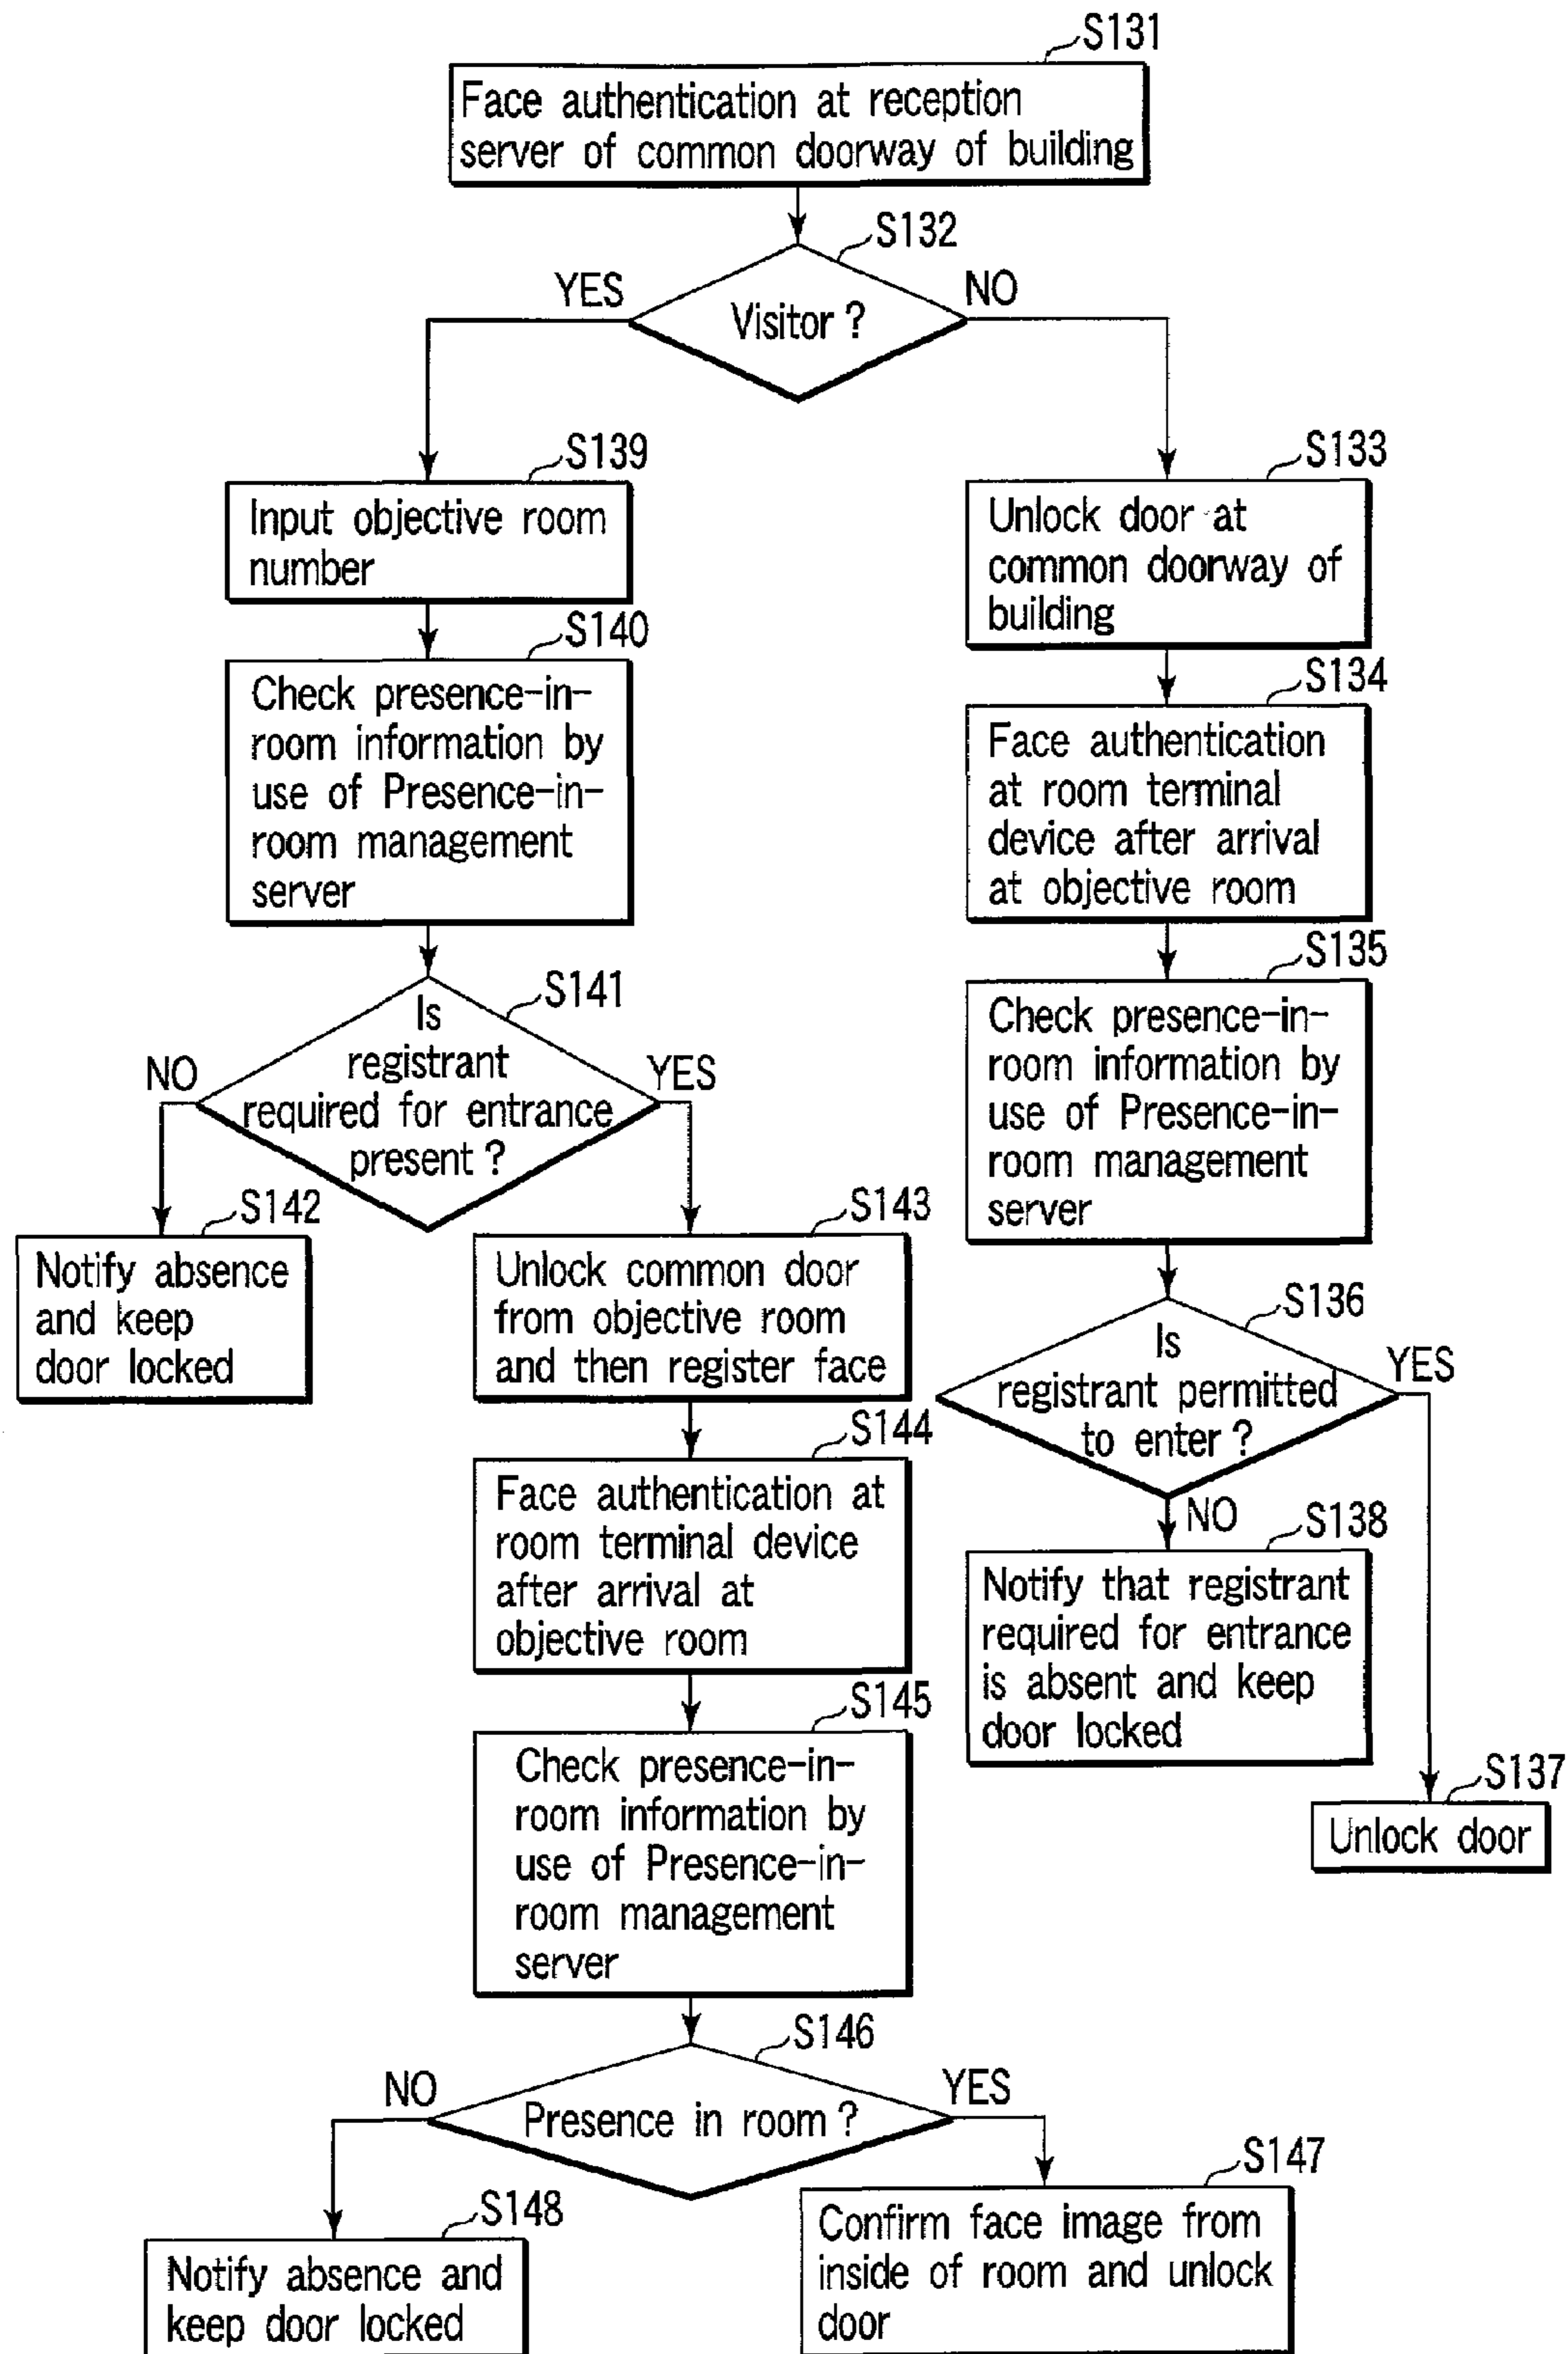 S131
Face authentication at reception
server of common doorway of building
S132
YES
NO
Visitor ?
S139
Input objective room
number
S133
Unlock door at
common doorway of
building
S140
Check presence-in-
room information by
use of Presence-in-
room management
server
S134
Face authentication
at room terminal
device after arrival
at objective room
S135
Check presence-in-
room information by
use of Presence-in-
room management
server
S141
Is
registrant
required for entrance
present ?
NO
YES
S142
Notify absence
and keep
door locked
S143
Unlock common door
from objective room
and then register face
S136
Is
registrant permitted
to enter ?
YES
NO
S138
Notify that registrant
required for entrance
is absent and keep
door locked
S137
Unlock door
S144
Face authentication at
room terminal device
after arrival at
objective room
S145
Check presence-in-
room information by
use of Presence-in-
room management
server
S146
NO
YES
Presence in room ?
S148
Notify absence and
keep door locked
S147
Confirm face image from
inside of room and unlock
door